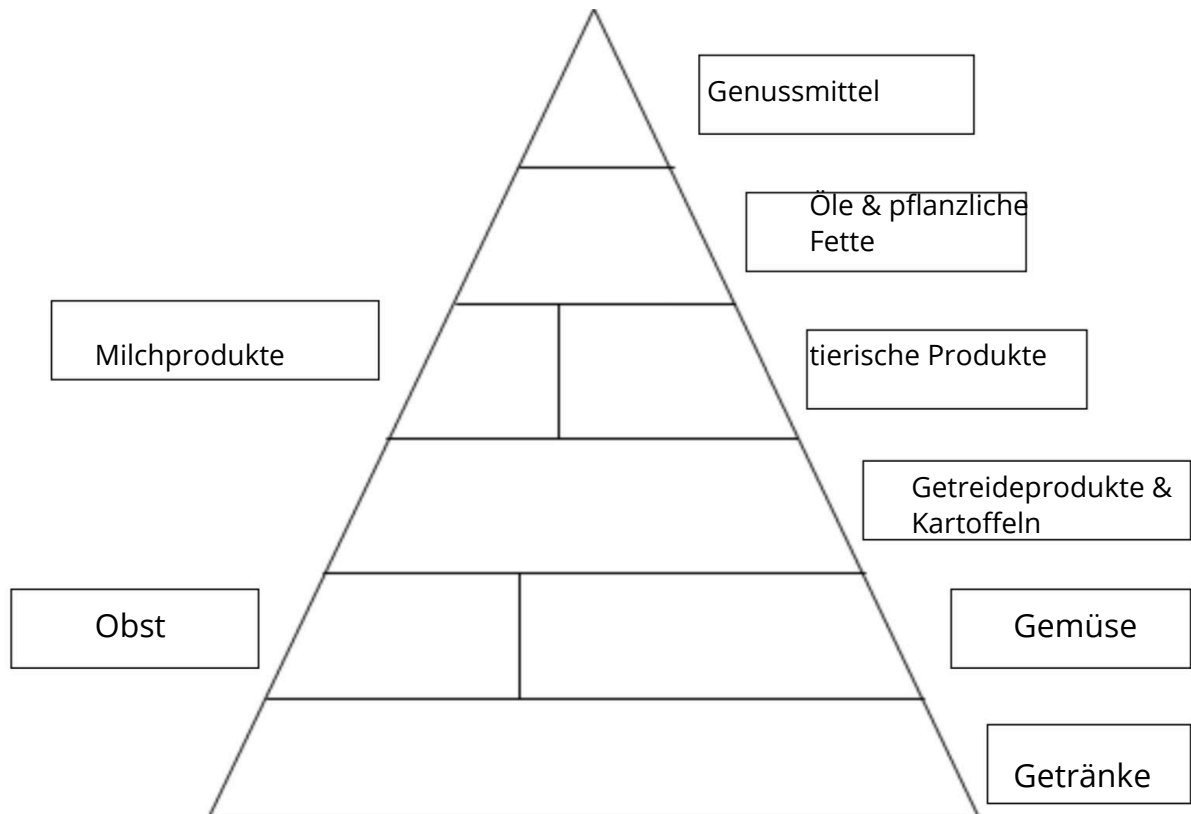 Genussmittel
Öle & pflanzliche
Fette
Milchprodukte
tierische Produkte
Getreideprodukte &
Kartoffeln
Obst
Gemüse
Getränke